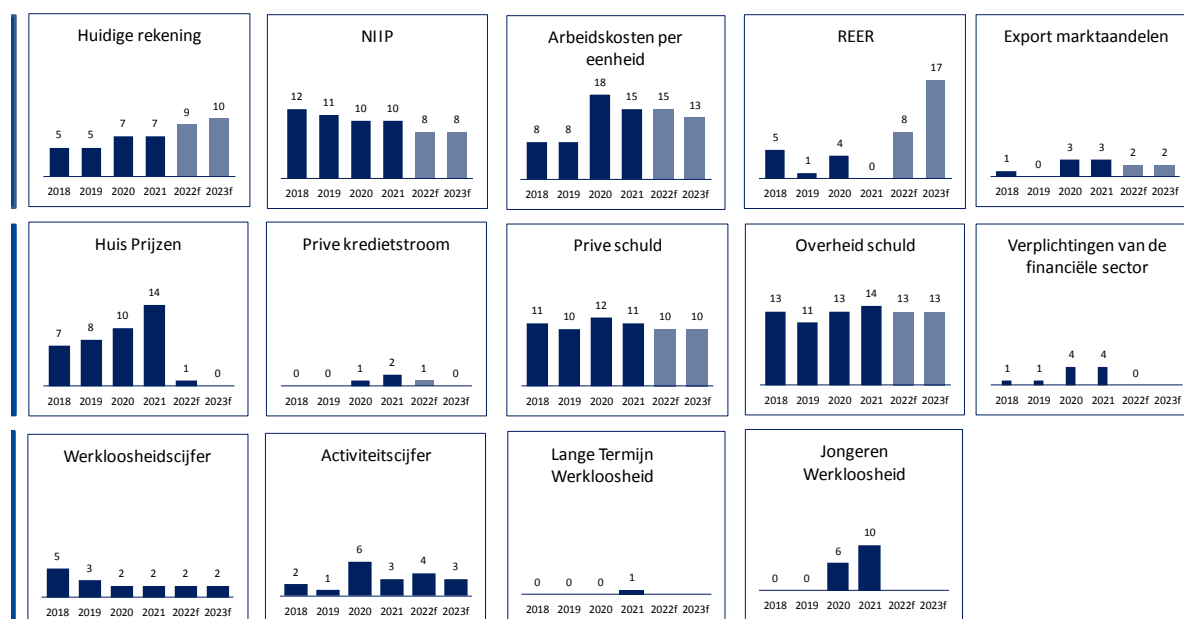 Huidige rekening
5 5 7 7 9 10
2018 2019 2020 2021 2022f 2023f
NIIP
12 11 10 10 8 8
2018 2019 2020 2021 2022f 2023f
Arbeidskosten per
eenheid
8 8 18 15 15 13
2018 2019 2020 2021 2022f 2023f
REER
5 1 4 0 8 17
2018 2019 2020 2021 2022f 2023f
Export marktaandelen
1 0 3 3 2 2
2018 2019 2020 2021 2022f 2023f
Huis Prijzen
7 8 10 14 1 0
2018 2019 2020 2021 2022f 2023f
Prive kredietstroom
0 0 1 2 1 0
2018 2019 2020 2021 2022f 2023f
Prive schuld
11 10 12 11 10 10
2018 2019 2020 2021 2022f 2023f
Overheid schuld
13 11 13 14 13 13
2018 2019 2020 2021 2022f 2023f
Verplichtingen van de
financiële sector
1 1 4 4 0
2018 2019 2020 2021 2022f 2023f
Werkloosheidscijfer
5 3 2 2 2 2
2018 2019 2020 2021 2022f 2023f
Activiteitscijfer
2 1 6 3 4 3
2018 2019 2020 2021 2022f 2023f
Lange Termijn
Werkloosheid
0 0 0 1
2018 2019 2020 2021 2022f 2023f
Jongeren
Werkloosheid
0 0 6 10
2018 2019 2020 2021 2022f 2023f